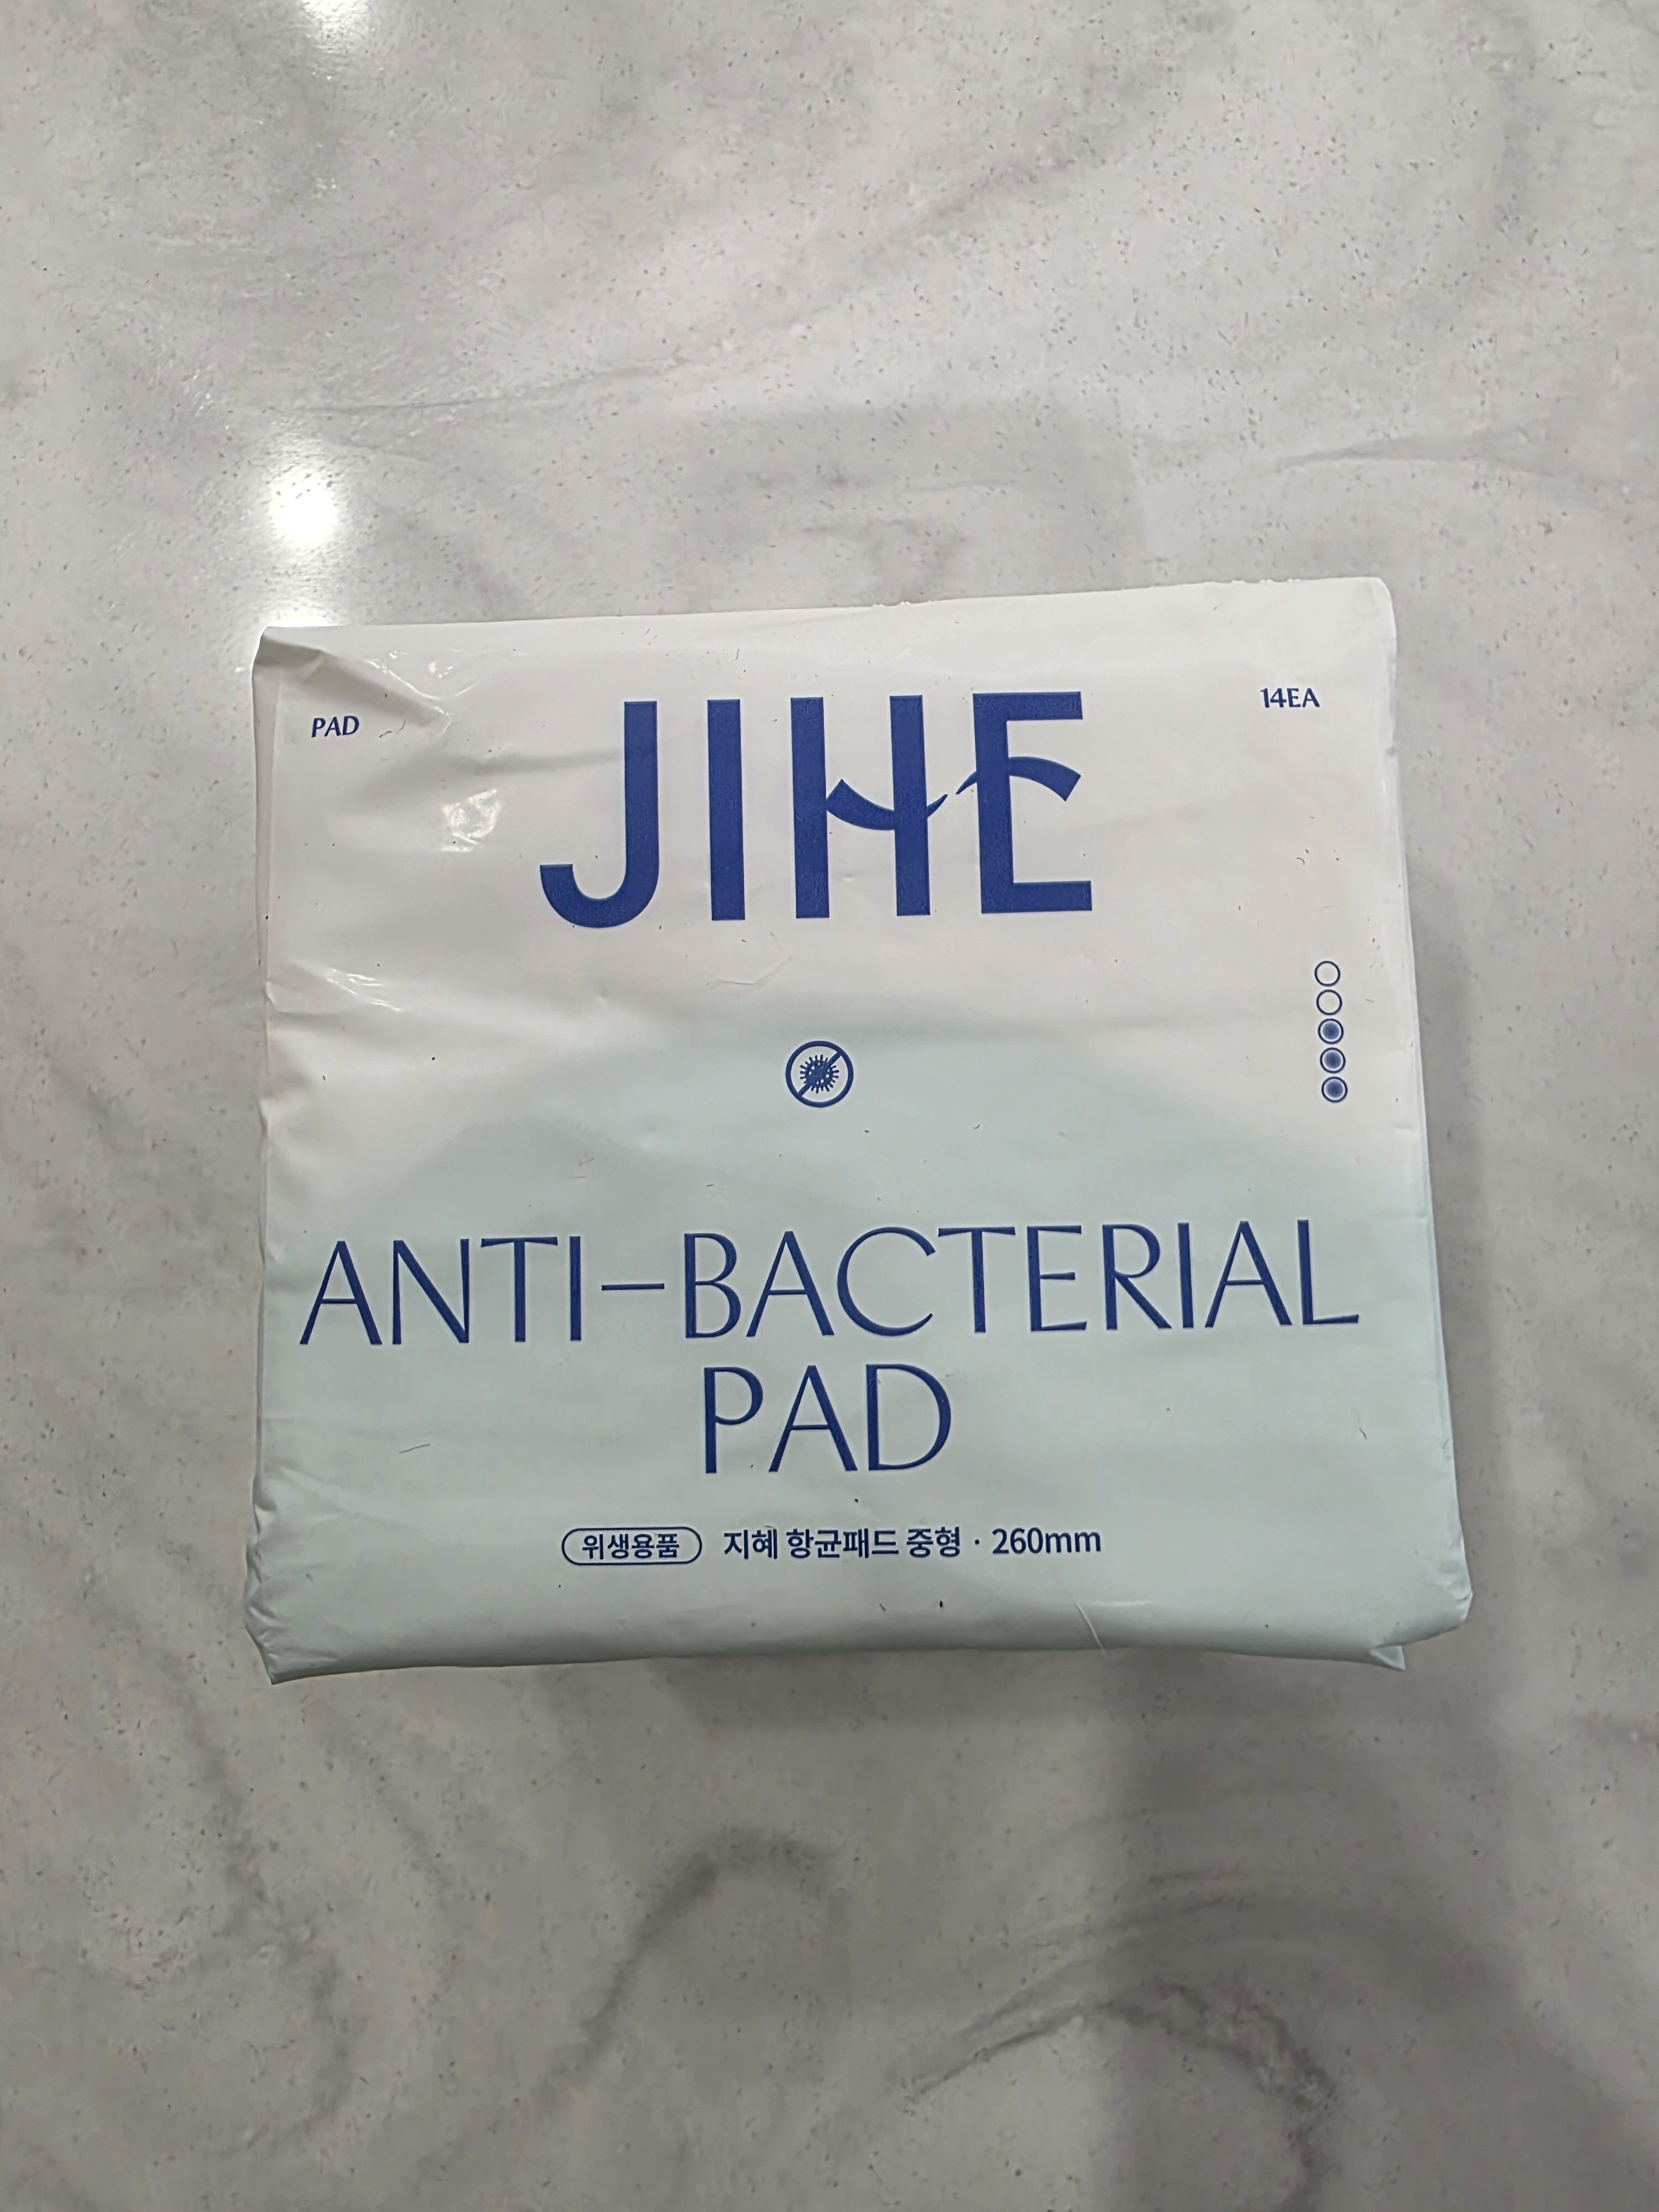 PAD
JIHE
14EA
ANTI-BACTERIAL
PAD
위생용품 지혜 항균패드 중형 · 260mm